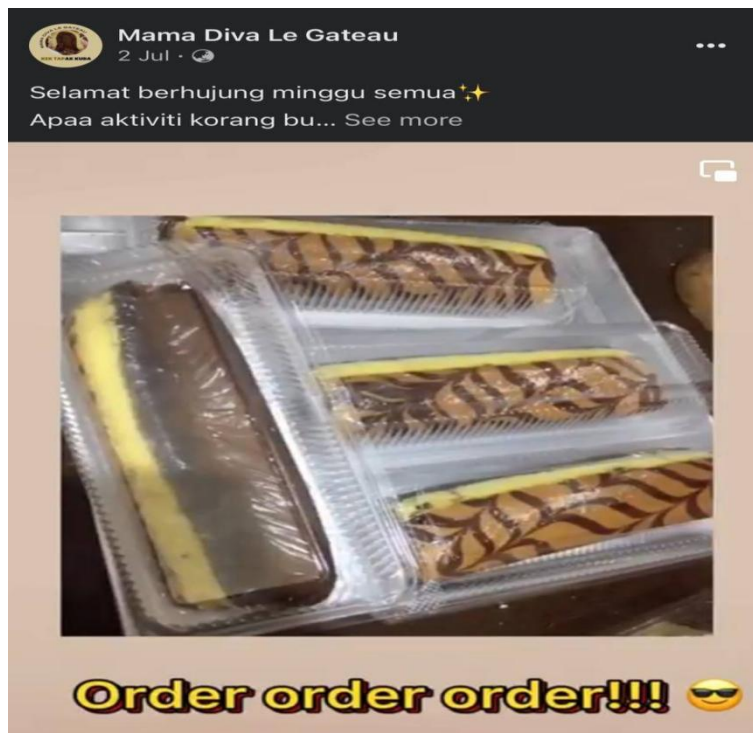 Mama Diva Le Gateau
2 Jul ·
Selamat berhujung minggu semua✨
Apaa aktiviti korang bu... See more
Order order order!!! 😎